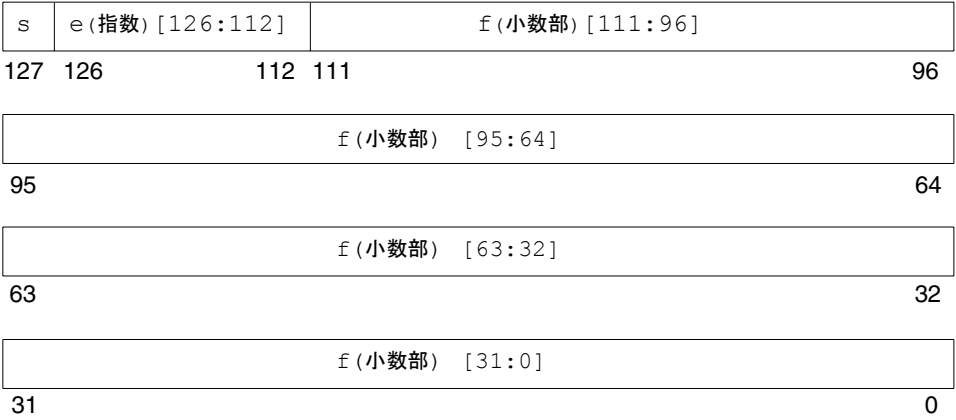 s e(指数)[126:112] f(小数部)[111:96]
127 126 112 111 96
f(小数部) [95:64]
95 64
f(小数部) [63:32]
63 32
f(小数部) [31:0]
31 0